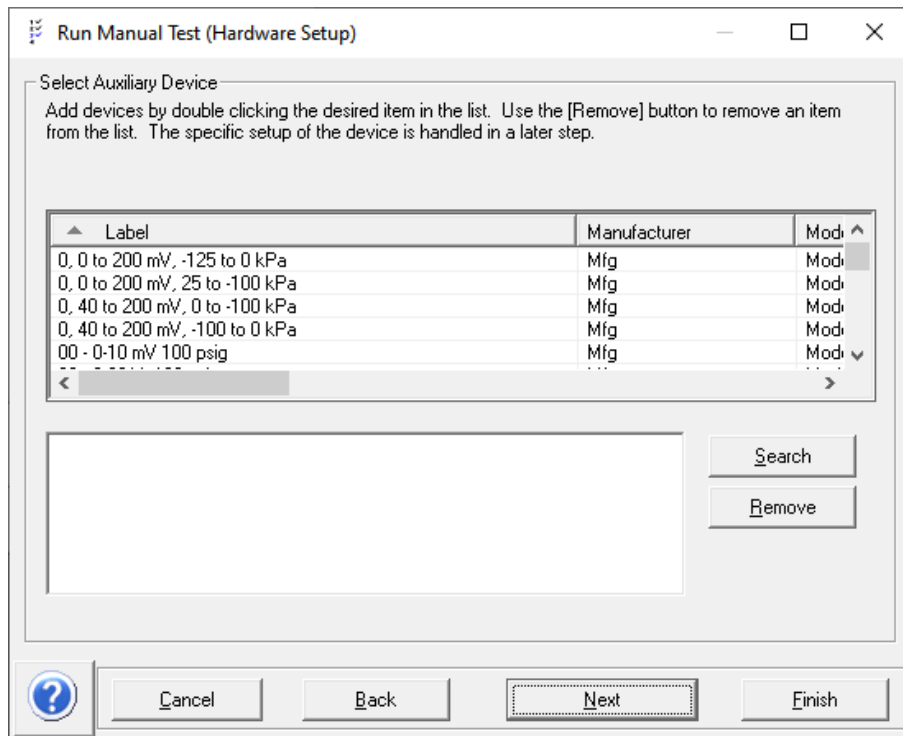 Run Manual Test (Hardware Setup)
Select Auxiliary Device
Add devices by double clicking the desired item in the list. Use the [Remove] button to remove an item
from the list. The specific setup of the device is handled in a later step.
Label Manufacturer
0, 0 to 200 mV, -125 to 0 kPa Mfg
0, 0 to 200 mV, 25 to -100 kPa Mfg
0, 40 to 200 mV, 0 to -100 kPa Mfg
0, 40 to 200 mV, -100 to 0 kPa Mfg
00 - 0-10 mV 100 psig Mfg
Search
Remove
Cancel Back Next Finish